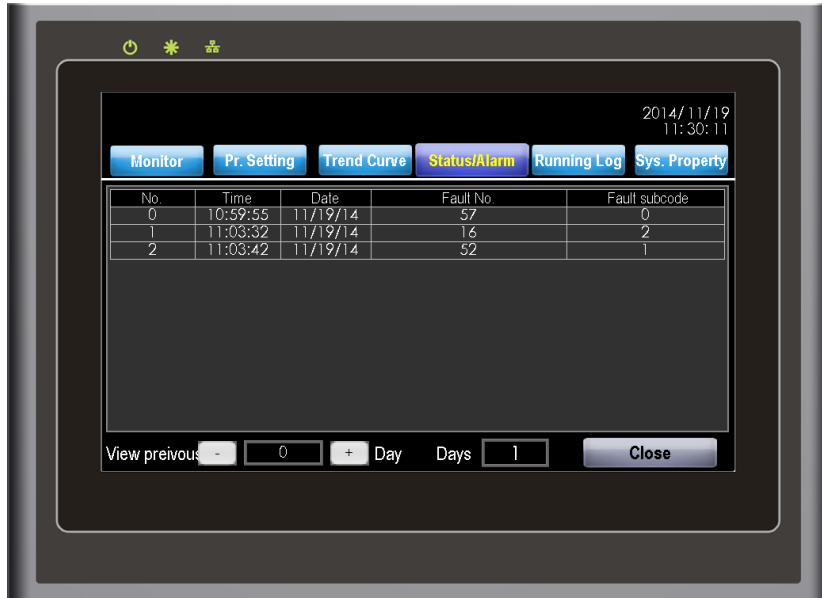 2014/11/19
11:30:11
Monitor Pr. Setting Trend Curve Status/Alarm Running Log Sys. Property
No. Time Date Fault No. Fault subcode
0 10:59:55 11/19/14 57 0
1 11:03:32 11/19/14 16 2
2 11:03:42 11/19/14 52 1
View preivous - 0 + Day Days 1 Close